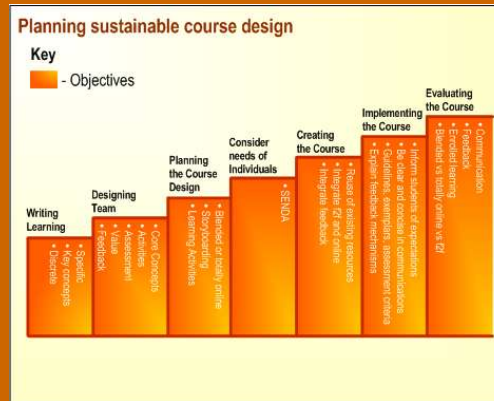 Planning sustainable course design
Key
- Objectives
Writing
Learning
• Specific
• Key concepts
• Discrete
Designing
Team
• Core Concepts
• Activities
• Assessment
• Value
• Feedback
Planning
the Course
Design
• Blended or totally online
• Storyboarding
• Learning Activities
Consider
needs of
Individuals
• SENDA
Creating
the Course
• Reuse of existing resources
• Integrate f2f and online
• Integrate feedback
Implementing
the Course
• Inform students of expectations
• Be clear and concise in communications
• Guidelines, exemplars, assessment criteria
• Explain feedback mechanisms
Evaluating
the Course
• Communication
• Feedback
• Enrolled learning
• Blended vs totally online vs f2f